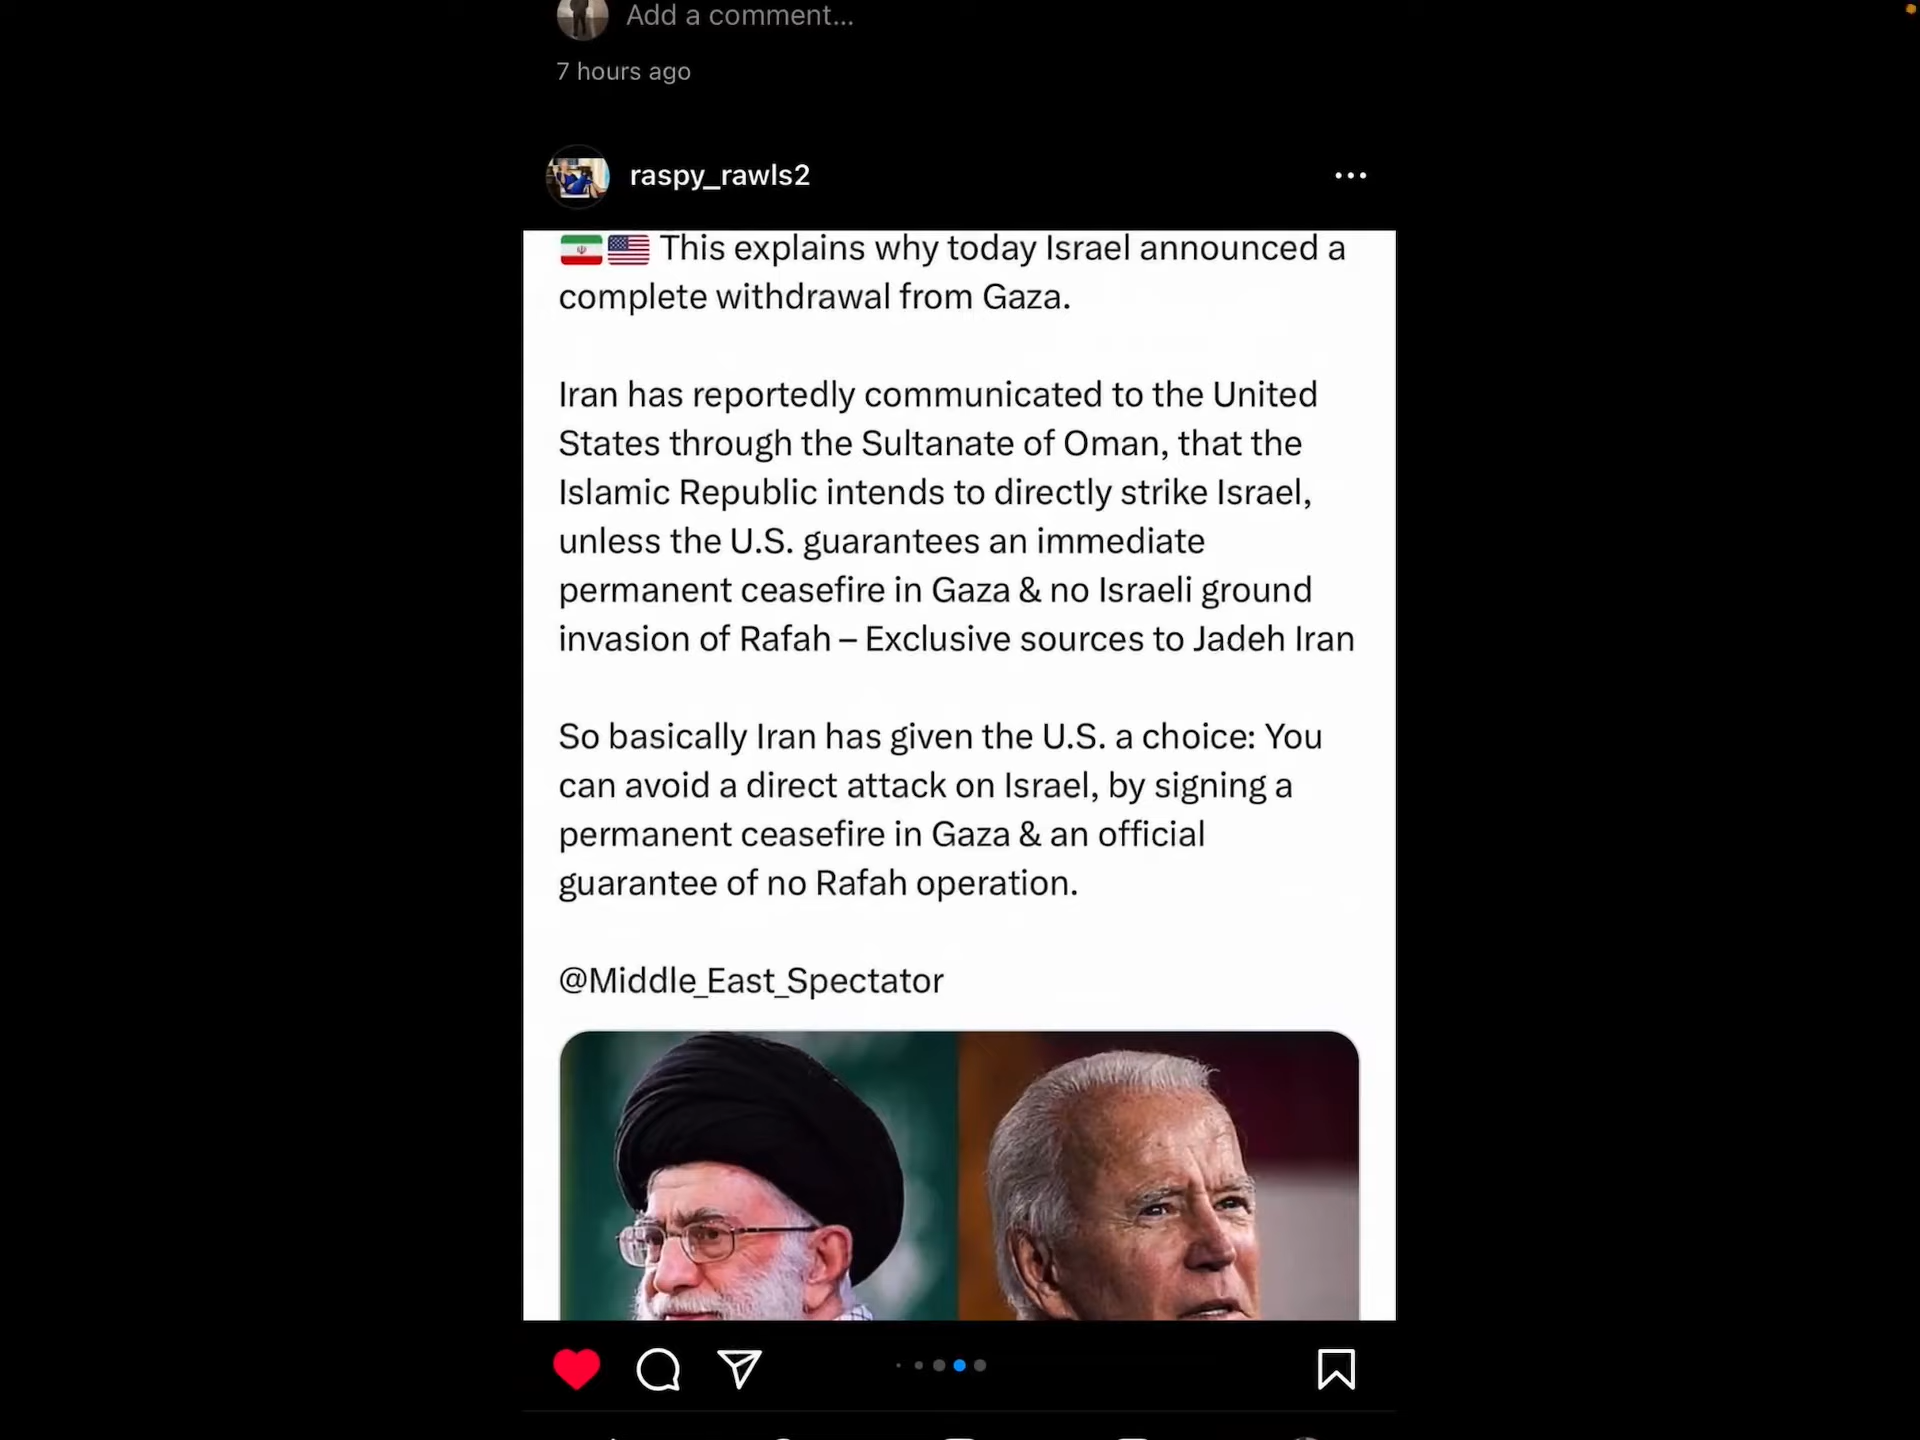 Add a comment...
7 hours ago
raspy_rawls2
This explains why today Israel announced a
complete withdrawal from Gaza.
Iran has reportedly communicated to the United
States through the Sultanate of Oman, that the
Islamic Republic intends to directly strike Israel,
unless the U.S. guarantees an immediate
permanent ceasefire in Gaza & no Israeli ground
invasion of Rafah – Exclusive sources to Jadeh Iran
So basically Iran has given the U.S. a choice: You
can avoid a direct attack on Israel, by signing a
permanent ceasefire in Gaza & an official
guarantee of no Rafah operation.
@Middle_East_Spectator